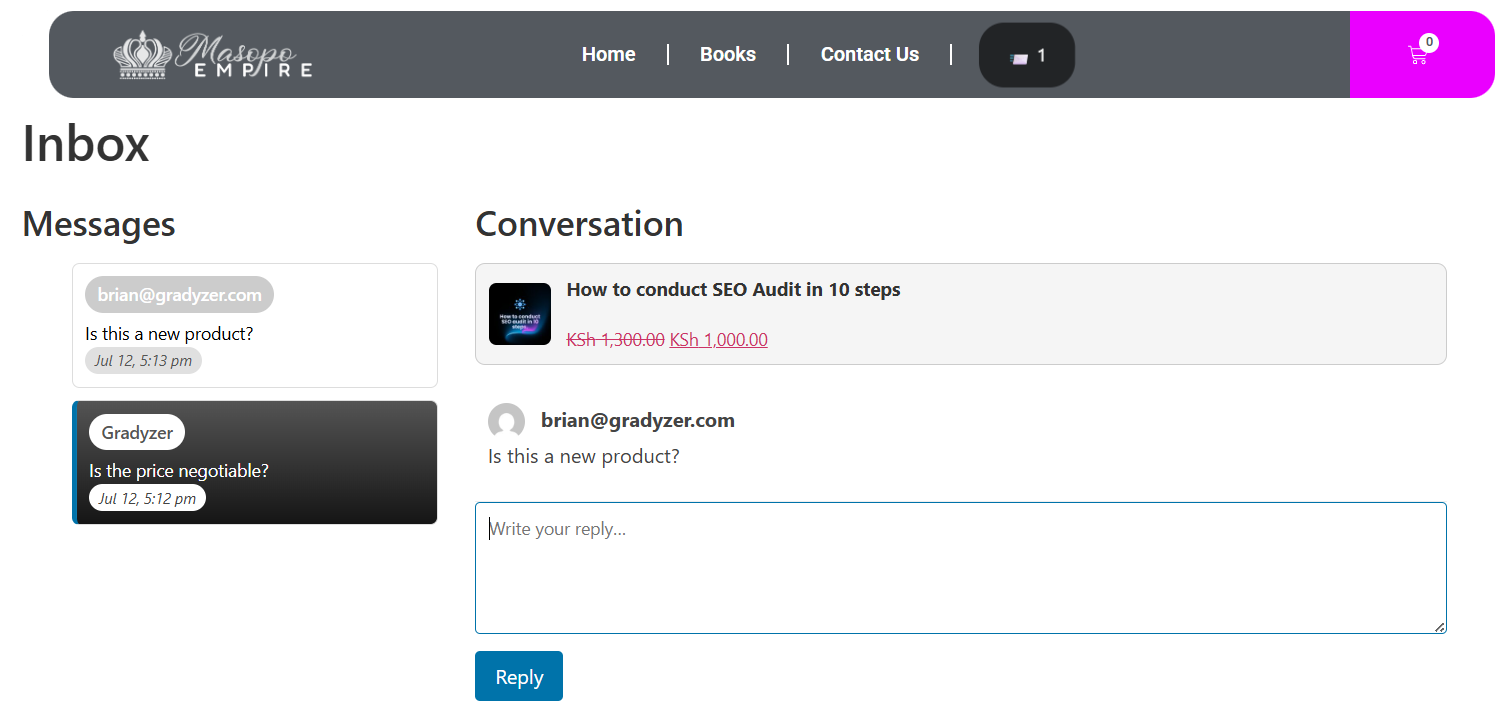 Masopo
EMPIRE
Home
Books
Contact Us
1
0
Inbox
Messages
brian@gradyzer.com
Is this a new product?
Jul 12, 5:13 pm
Gradyzer
Is the price negotiable?
Jul 12, 5:12 pm
Conversation
How to conduct
SEO audit in 10
steps
How to conduct SEO Audit in 10 steps
KSh 1,300.00 KSh 1,000.00
brian@gradyzer.com
Is this a new product?
Write your reply...
Reply